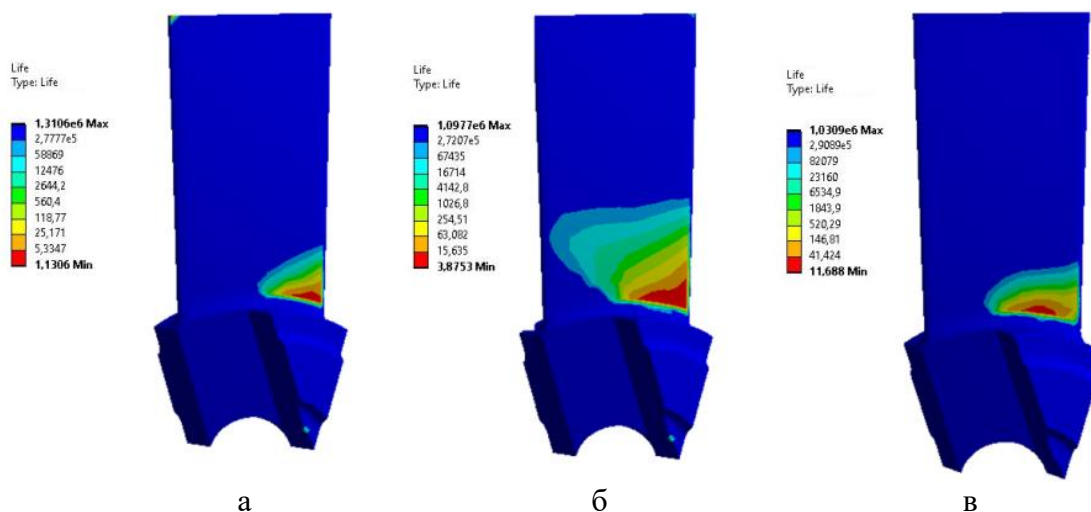 Life
Type: Life
1,3106e6 Max
2,7777e5
58869
12476
2644,2
560,4
118,77
25,171
5,3347
1,1306 Min
а
Life
Type: Life
1,0977e6 Max
2,7207e5
67435
16714
4142,8
1026,8
254,51
63,082
15,635
3,8753 Min
б
Life
Type: Life
1,0309e6 Max
2,9089e5
82079
23160
6534,9
1843,9
520,29
146,81
41,424
11,688 Min
в